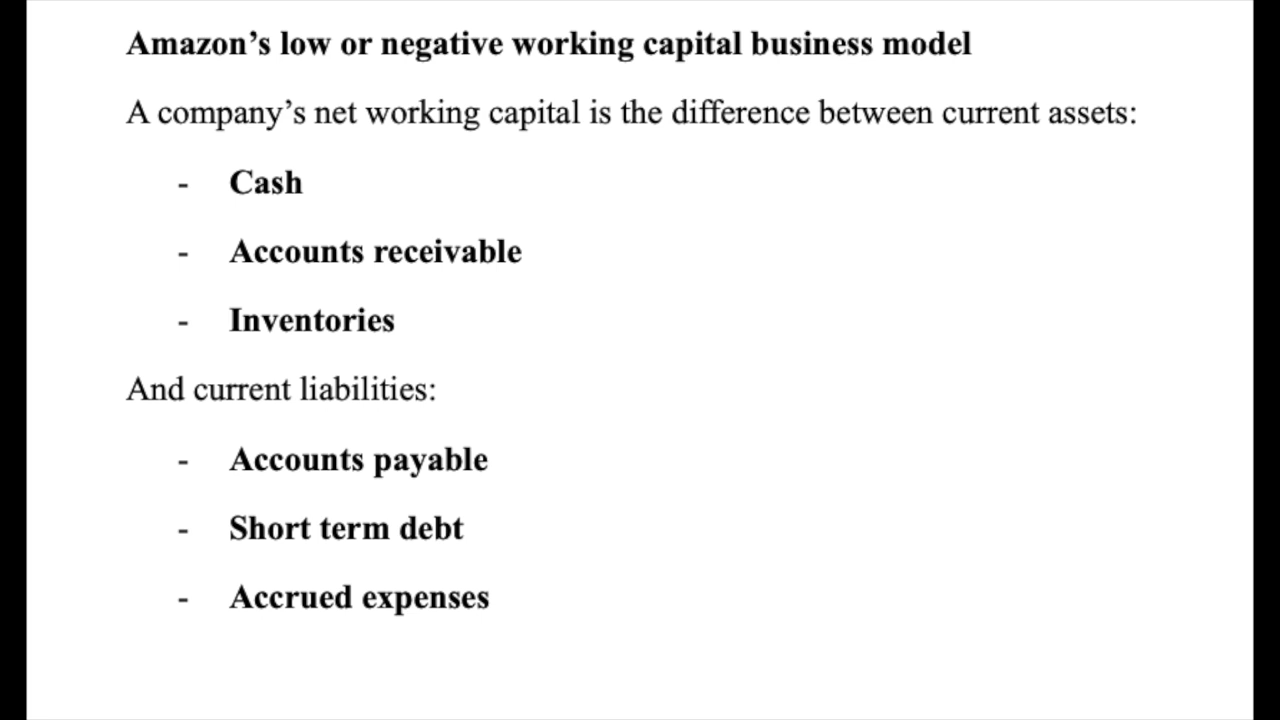 Amazon’s low or negative working capital business model
A company’s net working capital is the difference between current assets:
- Cash
- Accounts receivable
- Inventories
And current liabilities:
- Accounts payable
- Short term debt
- Accrued expenses